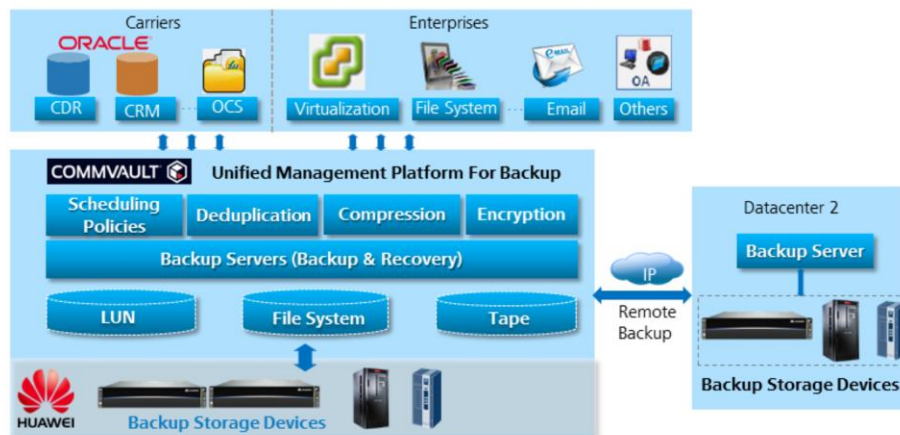 Carriers
Enterprises
ORACLE
CDR
CRM
OCS
Virtualization
File System
EMAIL
Email
OA
Others
COMMVAULT
Unified Management Platform For Backup
Scheduling
Policies
Deduplication
Compression
Encryption
Backup Servers (Backup & Recovery)
LUN
File System
Tape
HUAWEI
Backup Storage Devices
IP
Remote
Backup
Datacenter 2
Backup Server
Backup Storage Devices